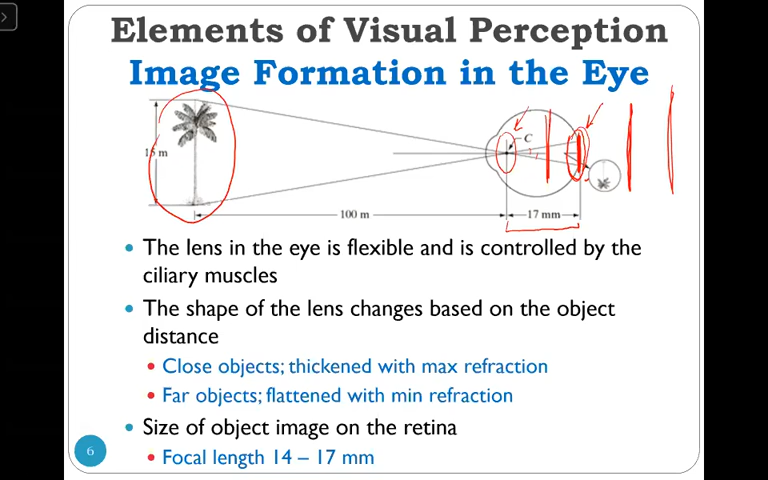 Elements of Visual Perception
Image Formation in the Eye
C
15 m
100 m
17 mm
• The lens in the eye is flexible and is controlled by the
ciliary muscles
• The shape of the lens changes based on the object
distance
• Close objects; thickened with max refraction
• Far objects; flattened with min refraction
• Size of object image on the retina
• Focal length 14 – 17 mm
6